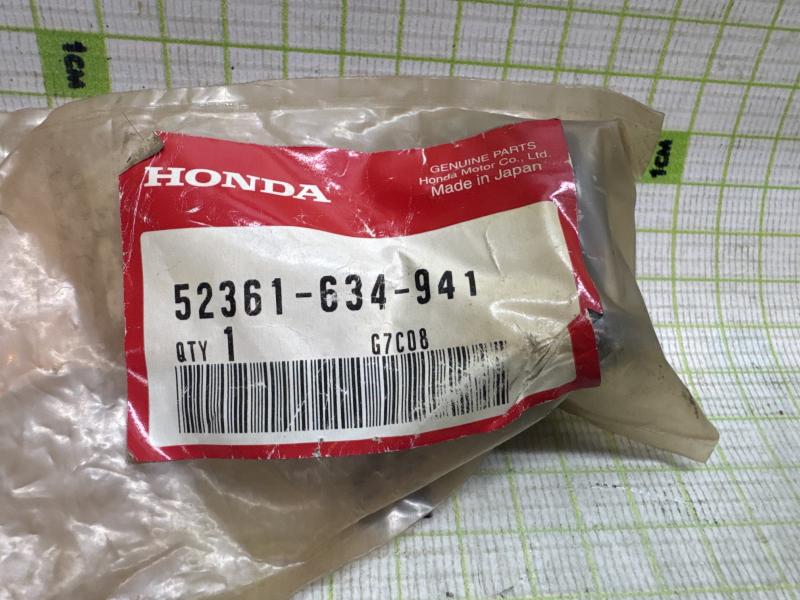 1CM
1CM
HONDA
GENUINE PARTS
Honda Motor Co., Ltd.
Made in Japan
52361-634-941
QTY 1 G7C08